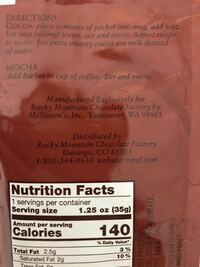 DIRECTIONS
COCOA: place contents of packet into mug, add 6 oz.
hot (not boiling) water, stir and enjoy. Adjust recipe
to taste. For extra creamy cocoa use milk instead
of water.
MOCHA
Add Packet to cup of coffee. Stir and enjoy.
Manufactured Exclusively for
Rocky Mountain Chocolate Factory by
McSteven's, Inc. Vancouver, WA 98663
Distributed by
Rocky Mountain Chocolate Factory
Durango, CO 81303
1-800-344-9630 website: rmcf.com
Nutrition Facts
1 servings per container
Serving size 1.25 oz (35g)
Amount per serving
Calories 140
% Daily Value*
Total Fat 2.5g 3%
Saturated Fat 2g 10%